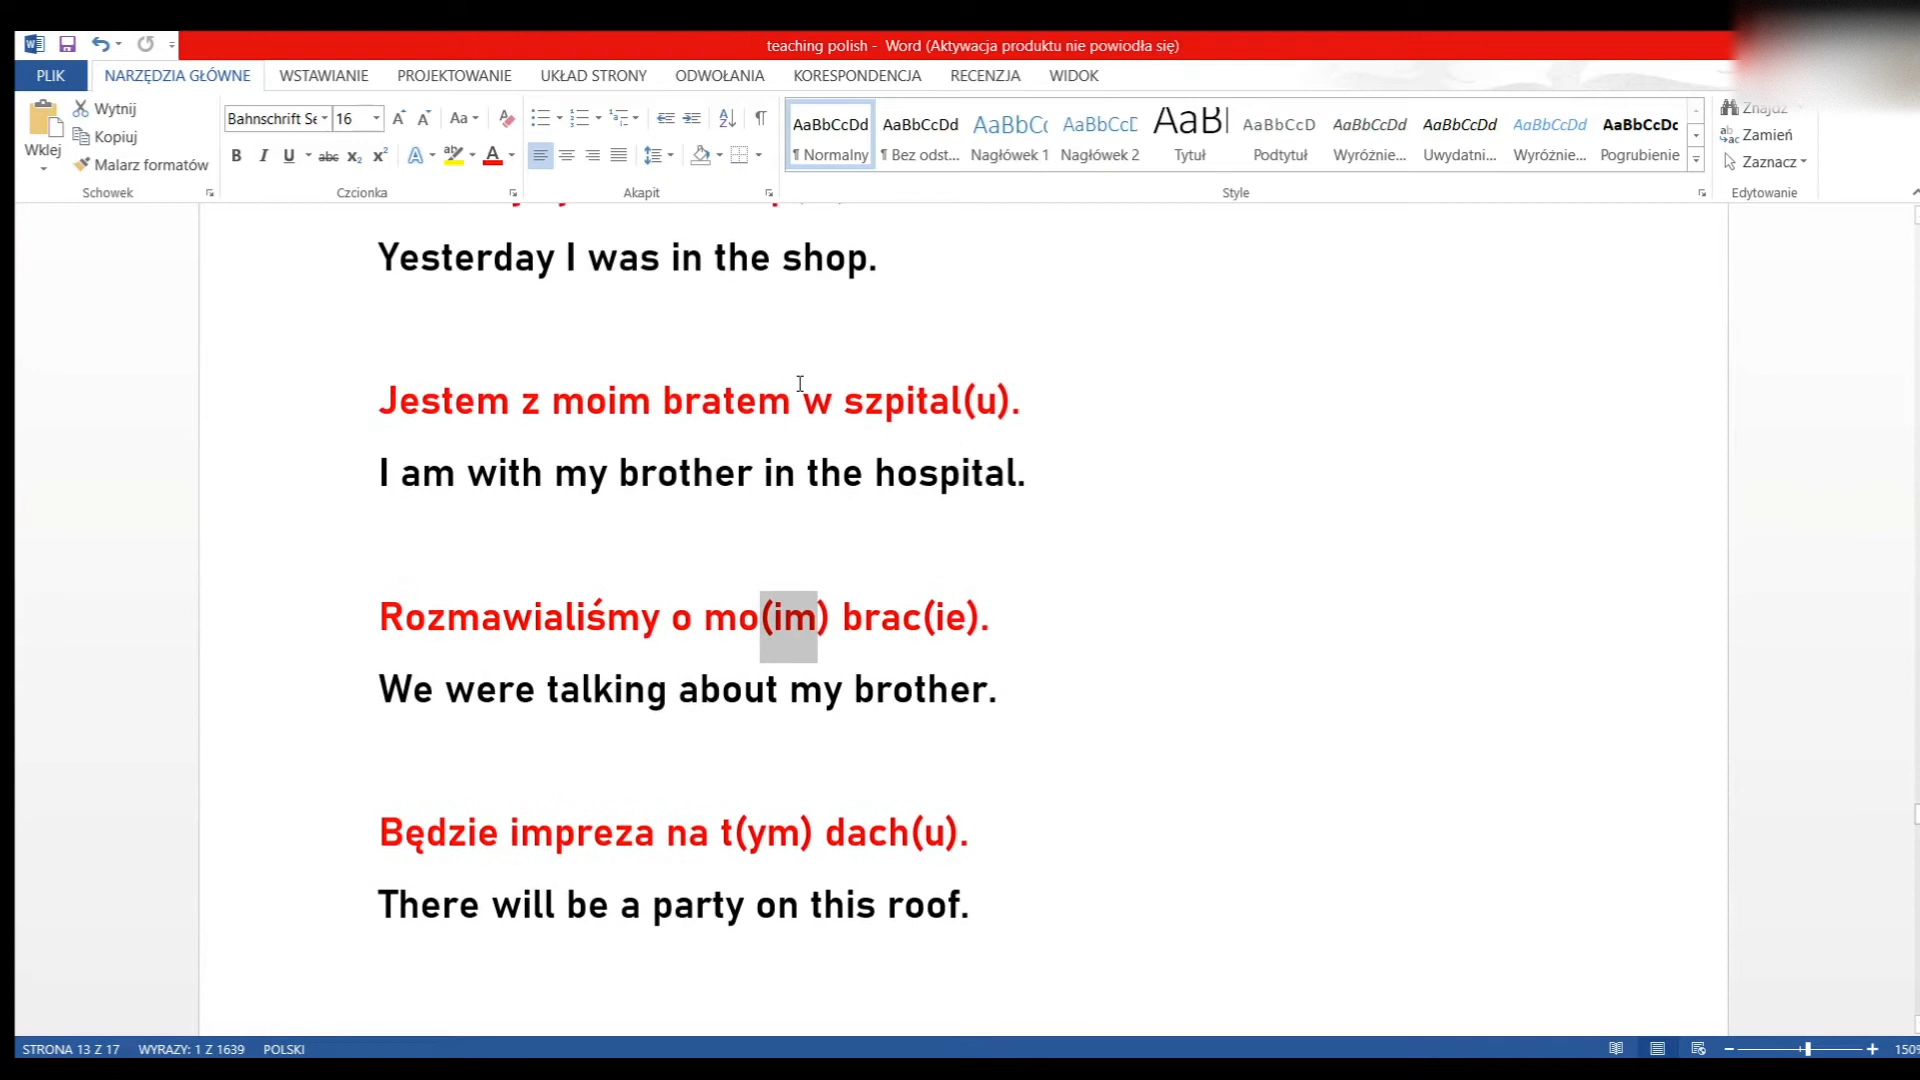 teaching polish - Word (Aktywacja produktu nie powiodła się)
PLIK NARZĘDZIA GŁÓWNE WSTAWIANIE PROJEKTOWANIE UKŁAD STRONY ODWOŁANIA KORESPONDENCJA RECENZJA WIDOK
Wklej
Wytnij
Kopiuj
Malarz formatów
Schowek
Bahnschrift Se 16
Czcionka
Akapit
AaBbCcDd AaBbCcDd AaBbCc AaBbCcD AaB AaBbCcD AaBbCcDd AaBbCcDd AaBbCcDd AaBbCcDc
¶ Normalny ¶ Bez odst... Nagłówek 1 Nagłówek 2 Tytuł Podtytuł Wyróżnie... Uwydatni... Wyróżnie... Pogrubienie
Style
Znajdź
Zamień
Zaznacz
Edytowanie
Yesterday I was in the shop.
Jestem z moim bratem w szpital(u).
I am with my brother in the hospital.
Rozmawialiśmy o mo(im) brac(ie).
We were talking about my brother.
Będzie impreza na t(ym) dach(u).
There will be a party on this roof.
STRONA 13 Z 17 WYRAZY: 1 Z 1639 POLSKI
150%